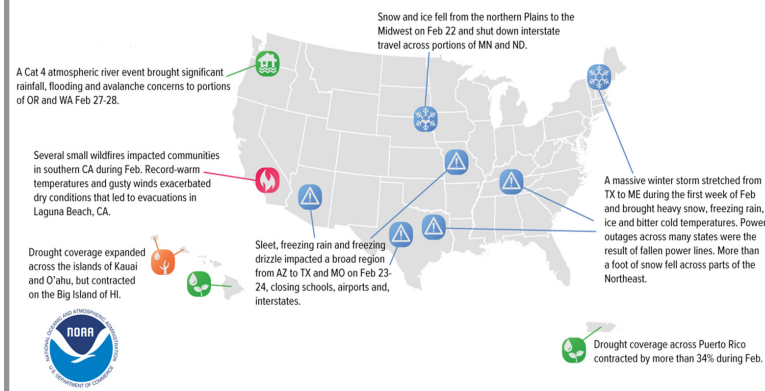 Snow and ice fell from the northern Plains to the
Midwest on Feb 22 and shut down interstate
travel across portions of MN and ND.
A Cat 4 atmospheric river event brought significant
rainfall, flooding and avalanche concerns to portions
of OR and WA Feb 27-28.
Several small wildfires impacted communities
in southern CA during Feb. Record-warm
temperatures and gusty winds exacerbated
dry conditions that led to evacuations in
Laguna Beach, CA.
A massive winter storm stretched from
TX to ME during the first week of Feb
and brought heavy snow, freezing rain,
ice and bitter cold temperatures. Power
outages across many states were the
result of fallen power lines. More than
a foot of snow fell across parts of the
Northeast.
Sleet, freezing rain and freezing
drizzle impacted a broad region
from AZ to TX and MO on Feb 23-
24, closing schools, airports and,
interstates.
Drought coverage expanded
across the islands of Kauai
and O'ahu, but contracted
on the Big Island of HI.
NATIONAL OCEANIC AND ATMOSPHERIC ADMINISTRATION
NOAA
U.S. DEPARTMENT OF COMMERCE
Drought coverage across Puerto Rico
contracted by more than 34% during Feb.